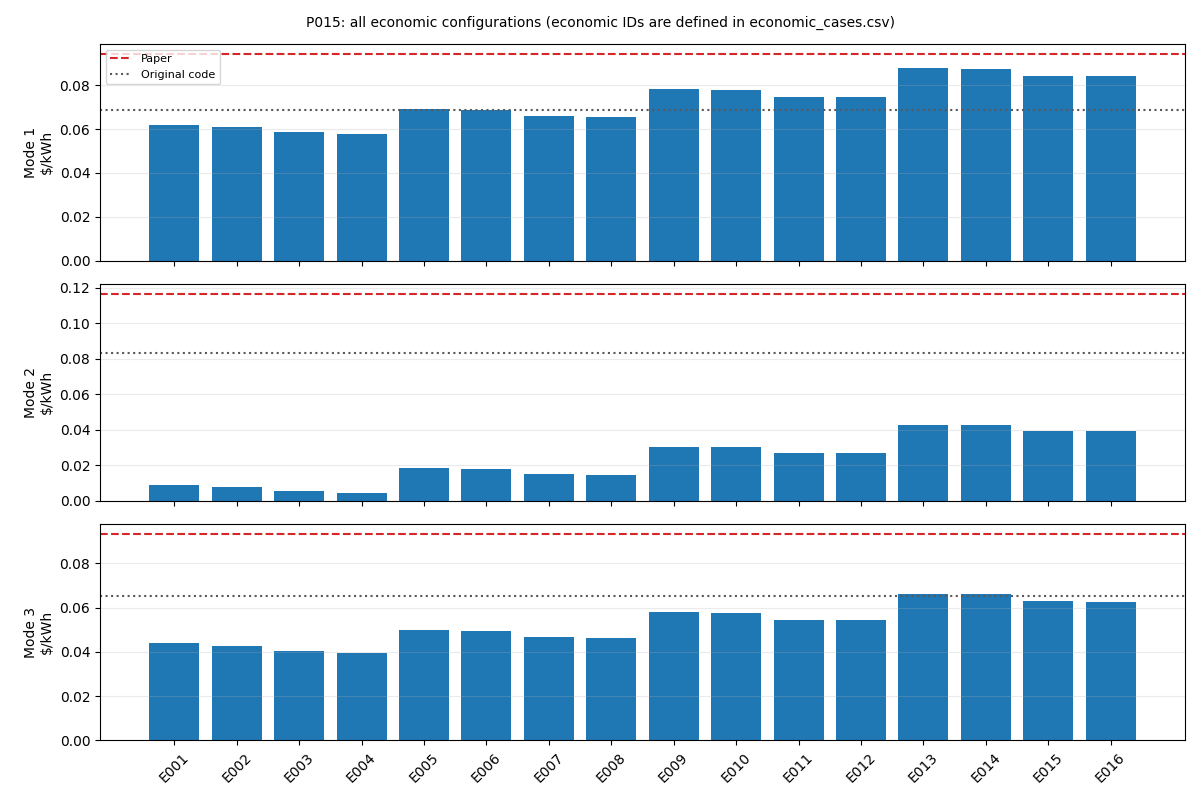 P015: all economic configurations (economic IDs are defined in economic_cases.csv)
Paper
Original code
Mode 1
$/kWh
0.08
0.06
0.04
0.02
0.00
Mode 2
$/kWh
0.12
0.10
0.08
0.06
0.04
0.02
0.00
Mode 3
$/kWh
0.08
0.06
0.04
0.02
0.00
E001 E002 E003 E004 E005 E006 E007 E008 E009 E010 E011 E012 E013 E014 E015 E016